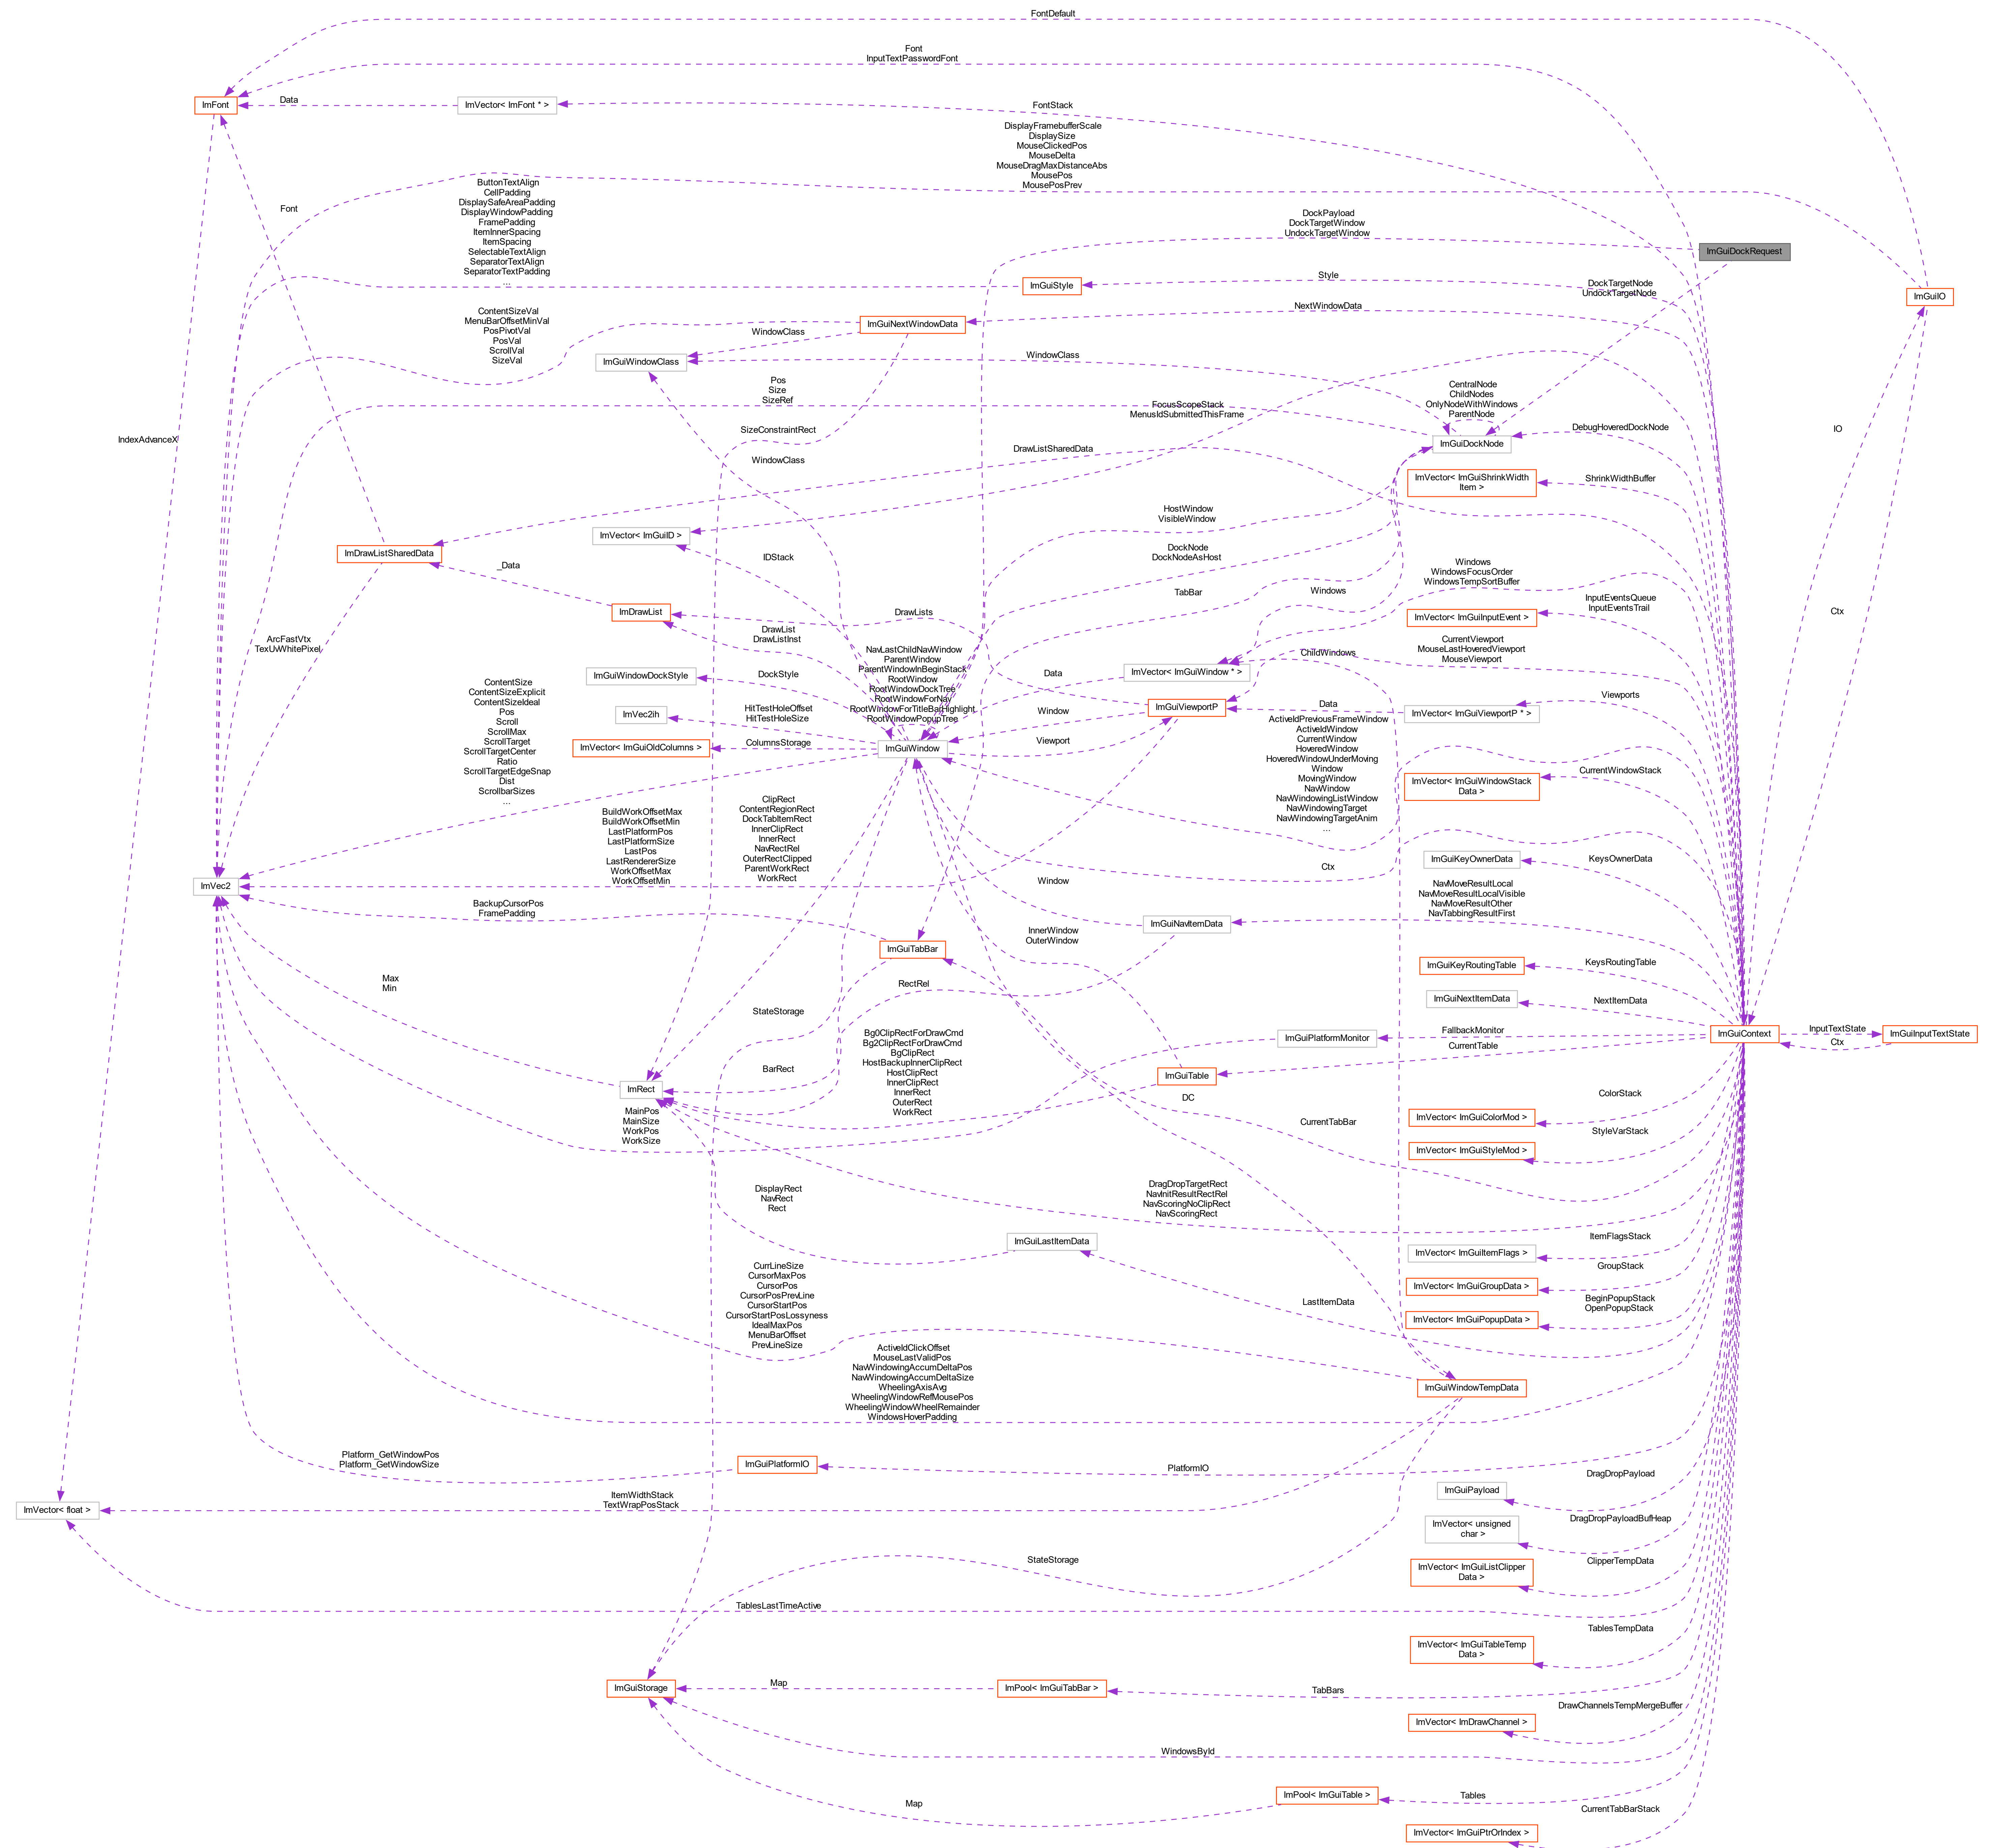 FontDefault
Font
InputTextPasswordFont
ImFont
Data
ImVector< ImFont * >
FontStack
DisplayFramebufferScale
DisplaySize
MouseClickedPos
MouseDelta
MouseDragMaxDistanceAbs
MousePos
MousePosPrev
ButtonTextAlign
CellPadding
DisplaySafeAreaPadding
DisplayWindowPadding
FramePadding
ItemInnerSpacing
ItemSpacing
SelectableTextAlign
SeparatorTextAlign
SeparatorTextPadding
...
Font
DockPayload
DockTargetWindow
UndockTargetWindow
ImGuiDockRequest
ImGuiStyle
Style
DockTargetNode
UndockTargetNode
ImGuiIO
ContentSizeVal
MenuBarOffsetMinVal
PosPivotVal
PosVal
ScrollVal
SizeVal
ImGuiNextWindowData
NextWindowData
WindowClass
ImGuiWindowClass
WindowClass
Pos
Size
SizeRef
CentralNode
ChildNodes
OnlyNodeWithWindows
ParentNode
FocusScopeStack
MenusIdSubmittedThisFrame
IndexAdvanceX
SizeConstraintRect
WindowClass
DrawListSharedData
ImGuiDockNode
DebugHoveredDockNode
IO
ImVector< ImGuiShrinkWidth
Item >
ShrinkWidthBuffer
ImVector< ImGuiID >
HostWindow
VisibleWindow
ImDrawListSharedData
_Data
IDStack
DockNode
DockNodeAsHost
Windows
WindowsFocusOrder
WindowsTempSortBuffer
ImDrawList
DrawLists
TabBar
Windows
ImVector< ImGuiInputEvent >
InputEventsQueue
InputEventsTrail
Ctx
ArcFastVtx
TexUvWhitePixel
DrawList
DrawListInst
NavLastChildNavWindow
ParentWindow
ParentWindowInBeginStack
RootWindow
RootWindowDockTree
RootWindowForNav
RootWindowForTitleBarHighlight
RootWindowPopupTree
ChildWindows
CurrentViewport
MouseLastHoveredViewport
MouseViewport
ImGuiWindowDockStyle
DockStyle
Data
ImVector< ImGuiWindow * >
ContentSize
ContentSizeExplicit
ContentSizeIdeal
Pos
Scroll
ScrollMax
ScrollTarget
ScrollTargetCenter
Ratio
ScrollTargetEdgeSnap
Dist
ScrollbarSizes
...
ImVec2ih
HitTestHoleOffset
HitTestHoleSize
Window
ImGuiViewportP
Data
ImVector< ImGuiViewportP * >
Viewports
ImVector< ImGuiOldColumns >
ColumnsStorage
ImGuiWindow
Viewport
ActiveIdPreviousFrameWindow
ActiveIdWindow
CurrentWindow
HoveredWindow
HoveredWindowUnderMoving
Window
MovingWindow
NavWindow
NavWindowingListWindow
NavWindowingTarget
NavWindowingTargetAnim
...
ImVector< ImGuiWindowStack
Data >
CurrentWindowStack
BuildWorkOffsetMax
BuildWorkOffsetMin
LastPlatformPos
LastPlatformSize
LastPos
LastRendererSize
WorkOffsetMax
WorkOffsetMin
ClipRect
ContentRegionRect
DockTabItemRect
InnerClipRect
InnerRect
NavRectRel
OuterRectClipped
ParentWorkRect
WorkRect
ImVec2
Ctx
ImGuiKeyOwnerData
KeysOwnerData
Window
BackupCursorPos
FramePadding
NavMoveResultLocal
NavMoveResultLocalVisible
NavMoveResultOther
NavTabbingResultFirst
ImGuiNavItemData
InnerWindow
OuterWindow
ImGuiTabBar
ImGuiKeyRoutingTable
KeysRoutingTable
Max
Min
RectRel
StateStorage
ImGuiNextItemData
NextItemData
ImGuiPlatformMonitor
FallbackMonitor
ImGuiContext
InputTextState
Ctx
ImGuiInputTextState
Bg0ClipRectForDrawCmd
Bg2ClipRectForDrawCmd
BgClipRect
HostBackupInnerClipRect
HostClipRect
InnerClipRect
InnerRect
OuterRect
WorkRect
CurrentTable
ImGuiTable
BarRect
ImRect
MainPos
MainSize
WorkPos
WorkSize
DC
CurrentTabBar
ColorStack
ImVector< ImGuiColorMod >
StyleVarStack
ImVector< ImGuiStyleMod >
DisplayRect
NavRect
Rect
DragDropTargetRect
NavInitResultRectRel
NavScoringNoClipRect
NavScoringRect
ImGuiLastItemData
ItemFlagsStack
ImVector< ImGuiItemFlags >
CurrLineSize
CursorMaxPos
CursorPos
CursorPosPrevLine
CursorStartPos
CursorStartPosLossyness
IdealMaxPos
MenuBarOffset
PrevLineSize
GroupStack
ImVector< ImGuiGroupData >
LastItemData
BeginPopupStack
OpenPopupStack
ImVector< ImGuiPopupData >
ActiveIdClickOffset
MouseLastValidPos
NavWindowingAccumDeltaPos
NavWindowingAccumDeltaSize
WheelingAxisAvg
WheelingWindowRefMousePos
WheelingWindowWheelRemainder
WindowsHoverPadding
ImGuiWindowTempData
Platform_GetWindowPos
Platform_GetWindowSize
ImGuiPlatformIO
PlatformIO
DragDropPayload
ImGuiPayload
ImVector< float >
ItemWidthStack
TextWrapPosStack
DragDropPayloadBufHeap
ImVector< unsigned
char >
StateStorage
ClipperTempData
ImVector< ImGuiListClipper
Data >
TablesLastTimeActive
TablesTempData
ImVector< ImGuiTableTemp
Data >
ImGuiStorage
Map
ImPool< ImGuiTabBar >
TabBars
DrawChannelsTempMergeBuffer
ImVector< ImDrawChannel >
WindowsById
Map
ImPool< ImGuiTable >
Tables
CurrentTabBarStack
ImVector< ImGuiPtrOrIndex >